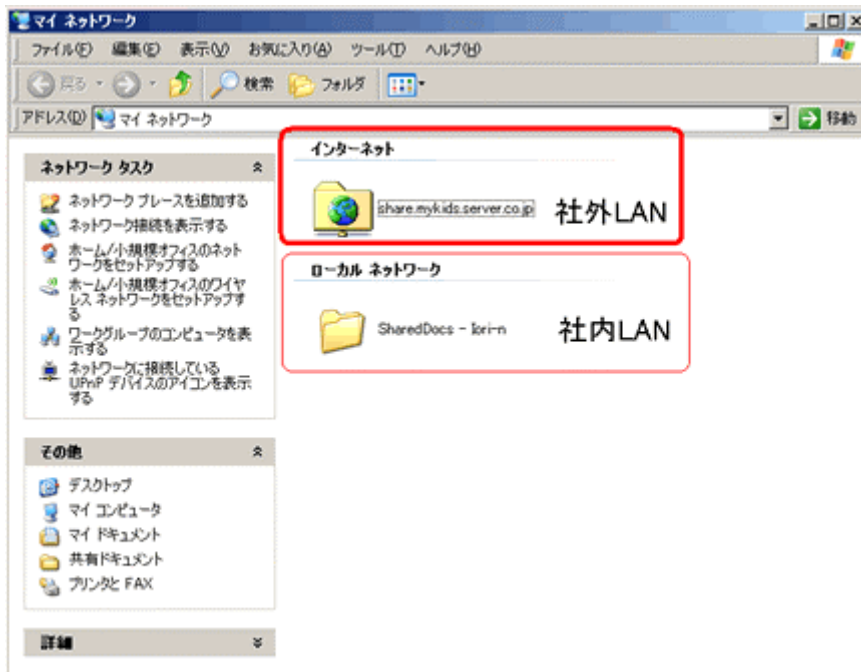 マイ ネットワーク
ファイル(F) 編集(E) 表示(V) お気に入り(A) ツール(T) ヘルプ(H)
戻る 検索 フォルダ
アドレス(D) マイ ネットワーク 移動
ネットワーク タスク
ネットワーク プレースを追加する
ネットワーク接続を表示する
ホーム/小規模オフィスのネット
ワークをセットアップする
ホーム/小規模オフィスのワイヤ
レス ネットワークをセットアップす
る
ワークグループのコンピュータを表
示する
ネットワークに接続している
UPnP デバイスのアイコンを表示
する
その他
デスクトップ
マイ コンピュータ
マイ ドキュメント
共有ドキュメント
プリンタと FAX
詳細
インターネット
share.mykids.server.co.jp 社外LAN
ローカル ネットワーク
SharedDocs - Iori-n 社内LAN